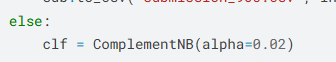 else:
    clf = ComplementNB(alpha=0.02)